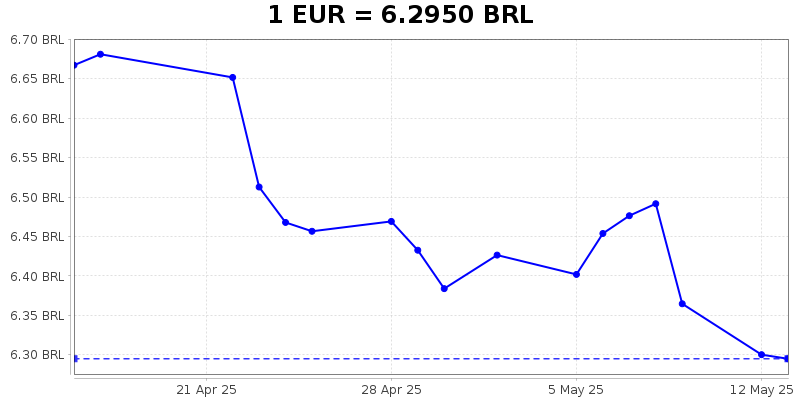 1 EUR = 6.2950 BRL
6.70 BRL
6.65 BRL
6.60 BRL
6.55 BRL
6.50 BRL
6.45 BRL
6.40 BRL
6.35 BRL
6.30 BRL
21 Apr 25 28 Apr 25 5 May 25 12 May 25